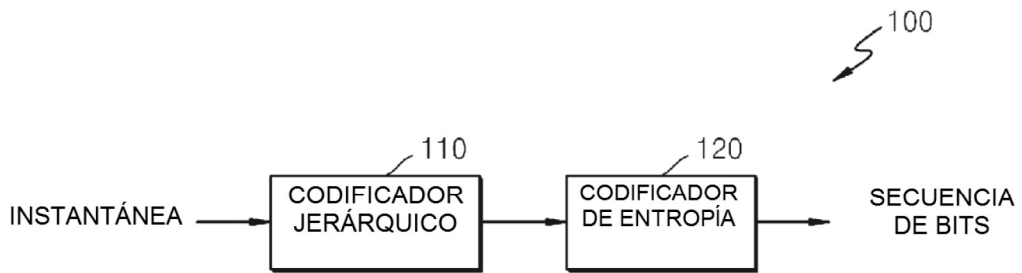 100
110
120
INSTANTÁNEA
CODIFICADOR
JERÁRQUICO
CODIFICADOR
DE ENTROPÍA
SECUENCIA
DE BITS